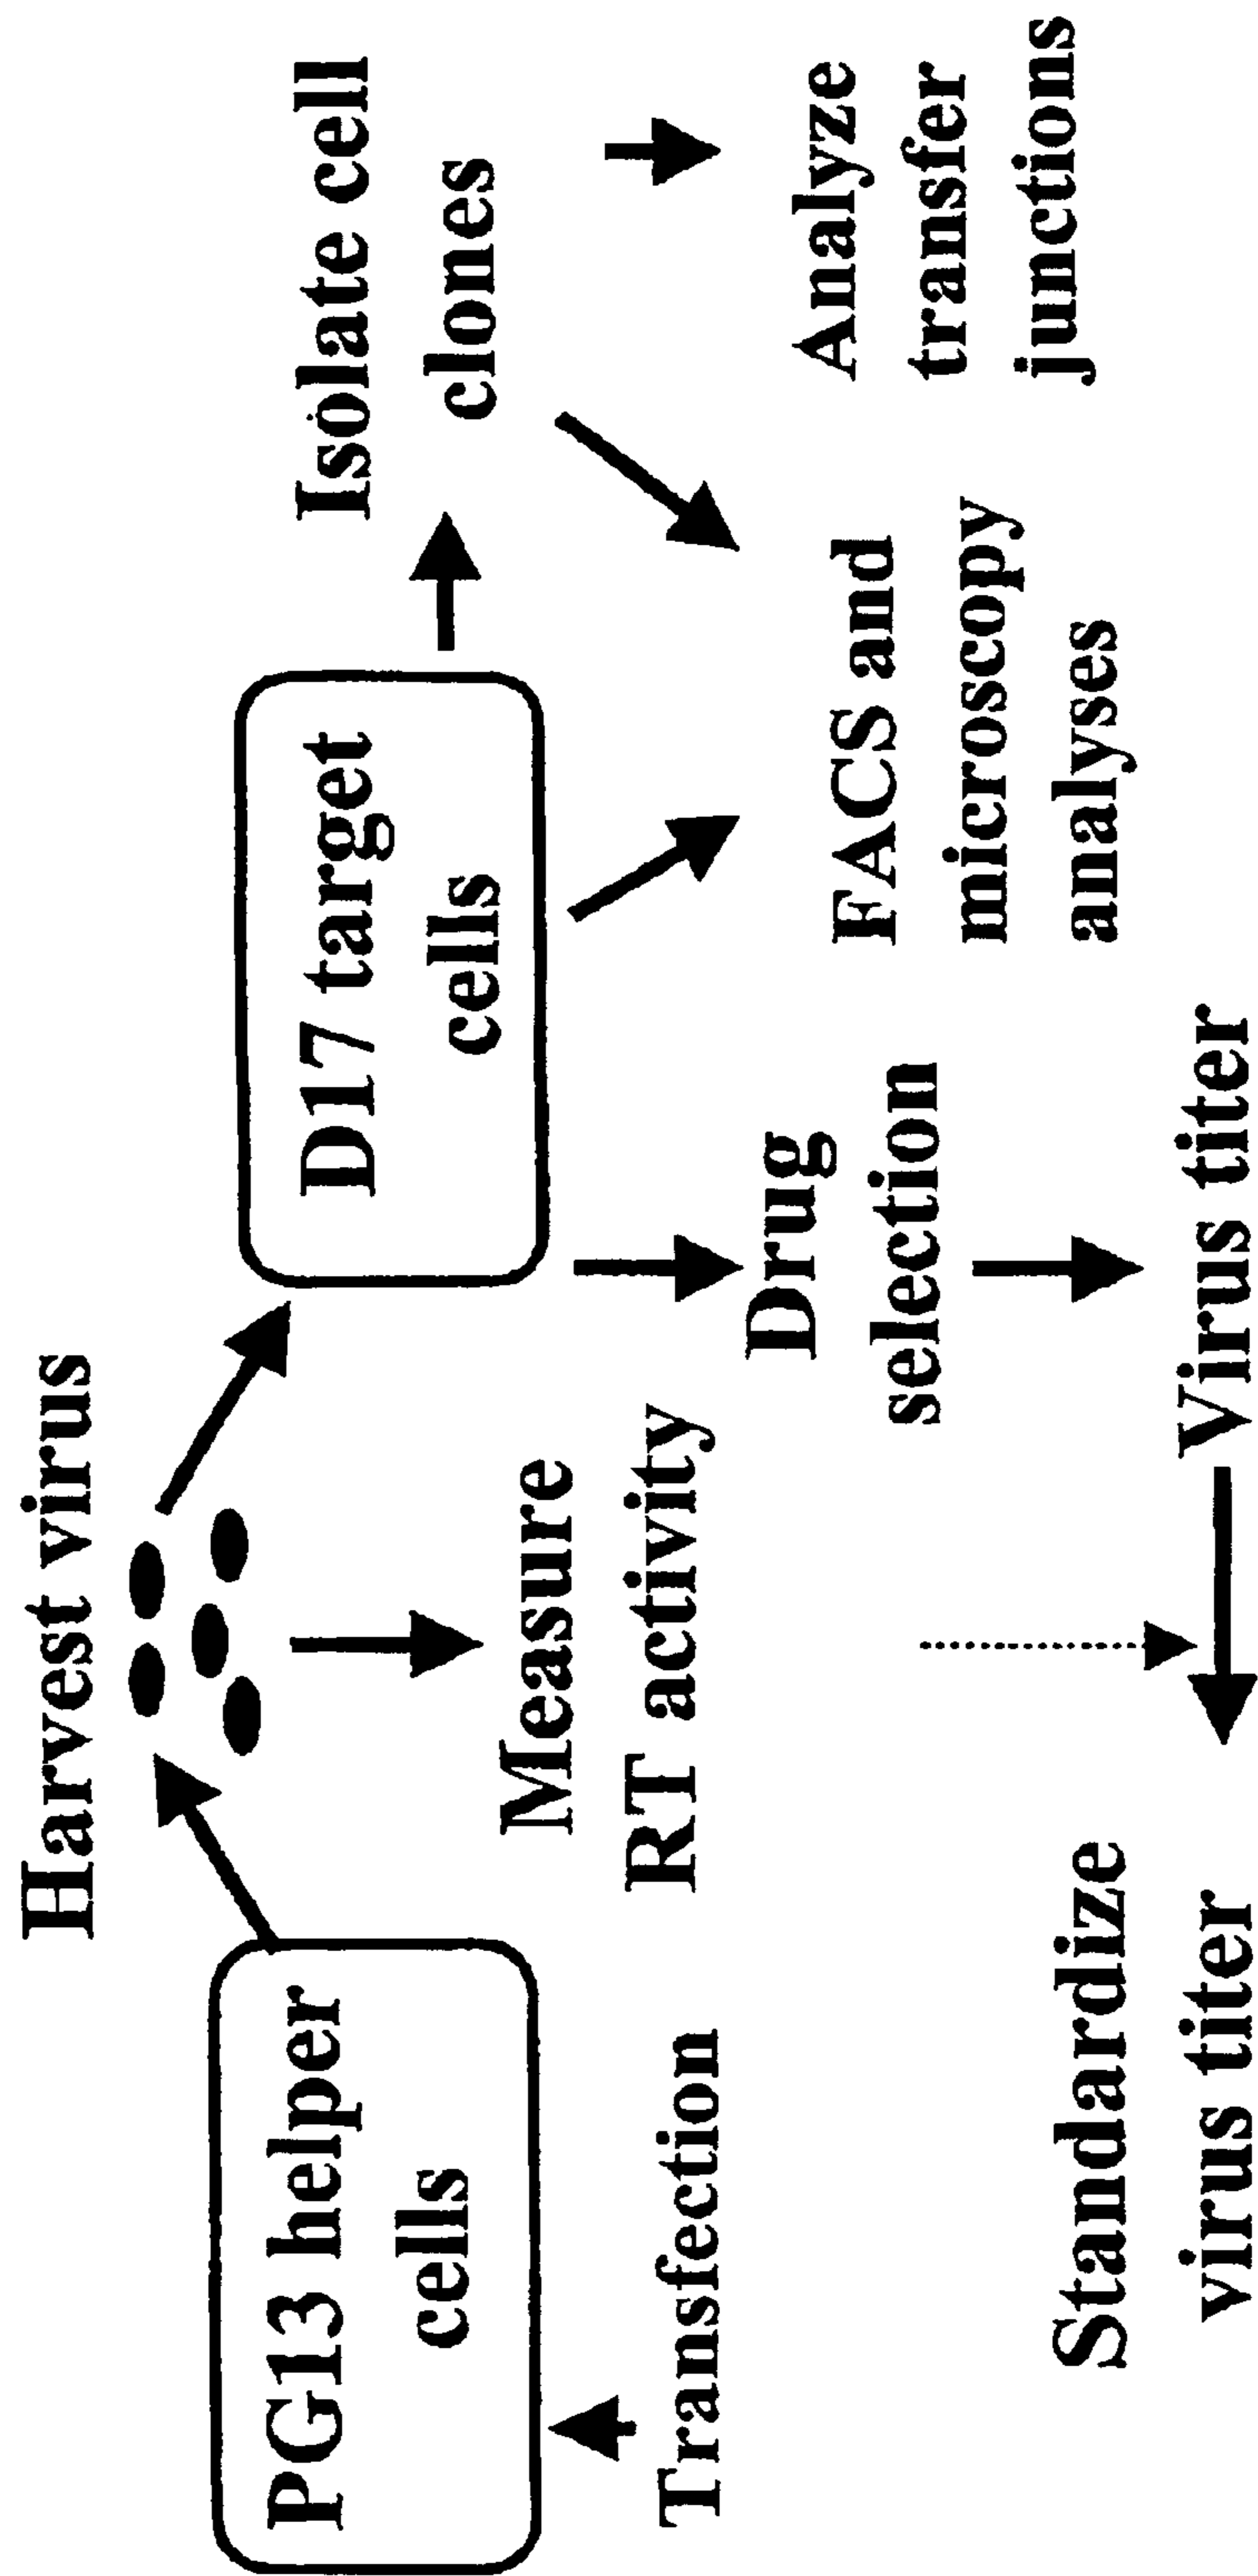 Harvest virus
PG13 helper
cells
D17 target
cells
Isolate cell
clones
Transfection
Measure
RT activity
Drug
selection
FACS and
microscopy
analyses
Analyze
transfer
junctions
Standardize
virus titer
Virus titer